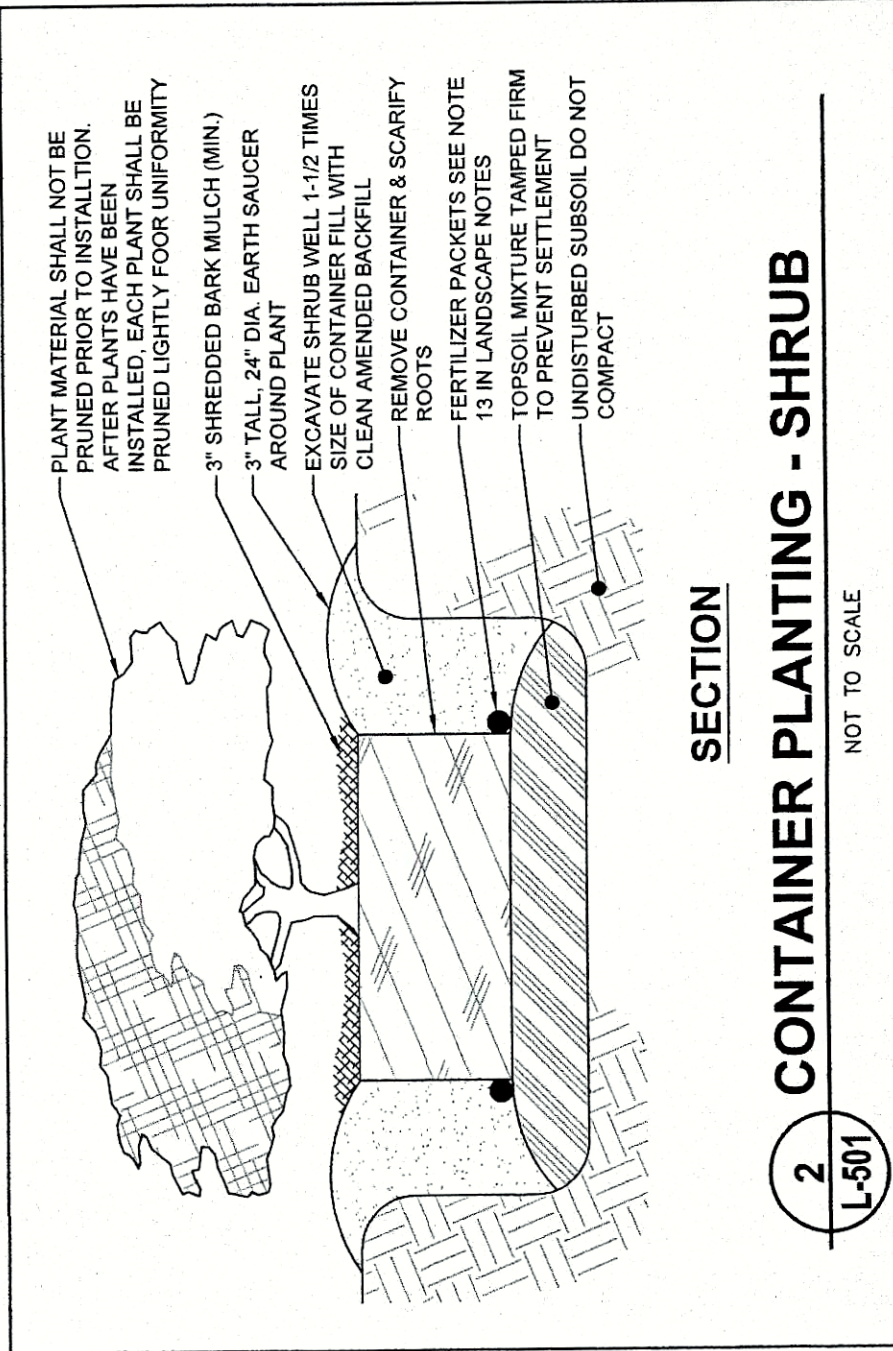 PLANT MATERIAL SHALL NOT BE
PRUNED PRIOR TO INSTALLTION.
AFTER PLANTS HAVE BEEN
INSTALLED, EACH PLANT SHALL BE
PRUNED LIGHTLY FOOR UNIFORMITY
3" SHREDDED BARK MULCH (MIN.)
3" TALL, 24" DIA. EARTH SAUCER
AROUND PLANT
EXCAVATE SHRUB WELL 1-1/2 TIMES
SIZE OF CONTAINER FILL WITH
CLEAN AMENDED BACKFILL
REMOVE CONTAINER & SCARIFY
ROOTS
FERTILIZER PACKETS SEE NOTE
13 IN LANDSCAPE NOTES
TOPSOIL MIXTURE TAMPED FIRM
TO PREVENT SETTLEMENT
UNDISTURBED SUBSOIL DO NOT
COMPACT
SECTION
2
L-501
CONTAINER PLANTING - SHRUB
NOT TO SCALE